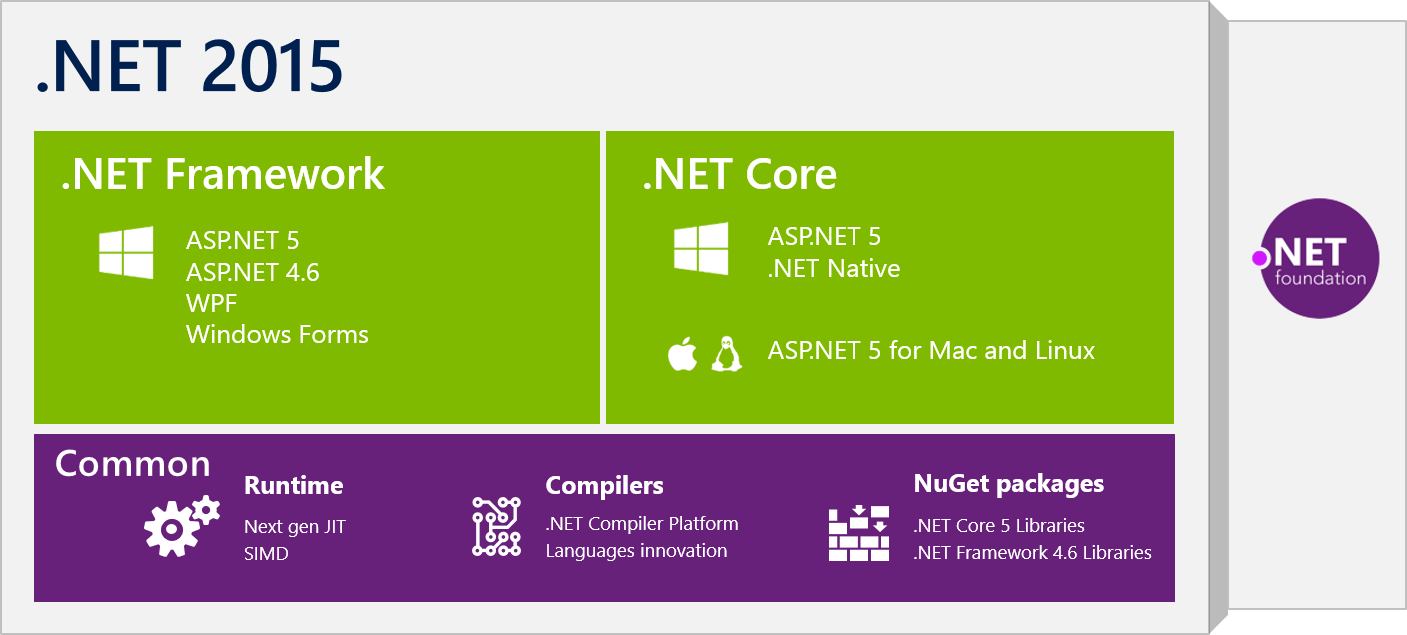 .NET 2015
.NET Framework
ASP.NET 5
ASP.NET 4.6
WPF
Windows Forms
.NET Core
ASP.NET 5
.NET Native
ASP.NET 5 for Mac and Linux
Common
Runtime
Next gen JIT
SIMD
Compilers
.NET Compiler Platform
Languages innovation
NuGet packages
.NET Core 5 Libraries
.NET Framework 4.6 Libraries
.NET
foundation